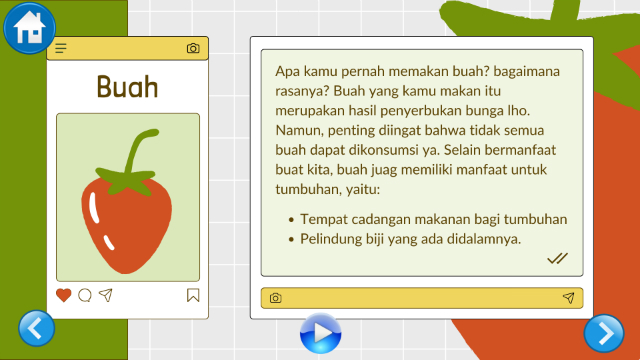 Buah
Apa kamu pernah memakan buah? bagaimana
rasanya? Buah yang kamu makan itu
merupakan hasil penyerbukan bunga lho.
Namun, penting diingat bahwa tidak semua
buah dapat dikonsumsi ya. Selain bermanfaat
buat kita, buah juag memiliki manfaat untuk
tumbuhan, yaitu:
• Tempat cadangan makanan bagi tumbuhan
• Pelindung biji yang ada didalamnya.